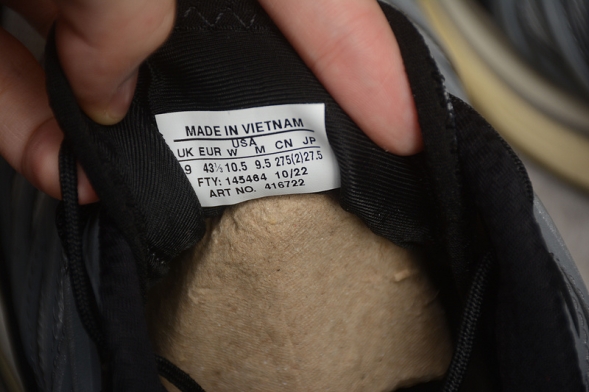 MADE IN VIETNAM
USA
UK EUR W M CN JP
9 43½ 10.5 9.5 275(2) 27.5
FTY: 145464 10/22
ART NO. 416722